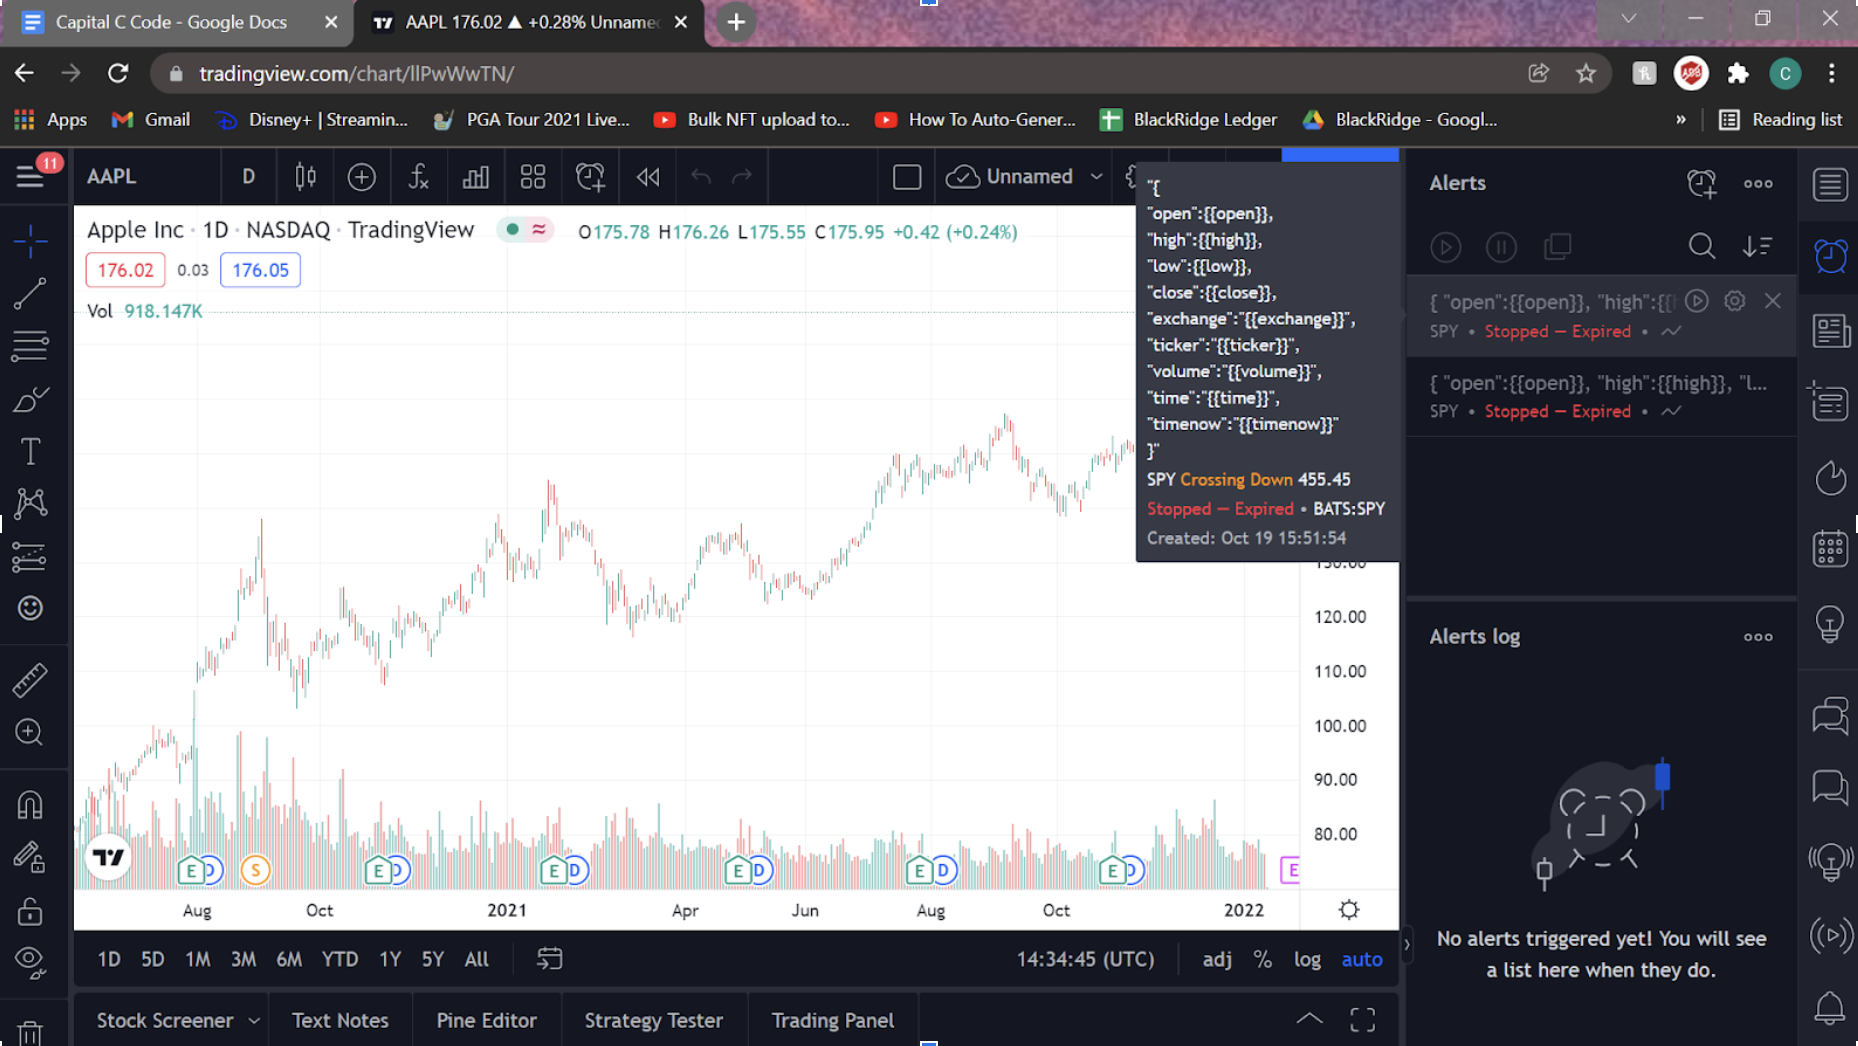 Capital C Code - Google Docs
AAPL 176.02 ▲ +0.28% Unname
tradingview.com/chart/llPwWwTN/
C
Apps
Gmail
Disney+ | Streamin...
PGA Tour 2021 Live...
Bulk NFT upload to...
How To Auto-Gener...
BlackRidge Ledger
BlackRidge - Googl...
»
Reading list
11
AAPL
D
Unnamed
Apple Inc · 1D · NASDAQ · TradingView
O175.78 H176.26 L175.55 C175.95 +0.42 (+0.24%)
176.02
0.03
176.05
Vol 918.147K
"{
"open":{{open}},
"high":{{high}},
"low":{{low}},
"close":{{close}},
"exchange":"{{exchange}}",
"ticker":"{{ticker}}",
"volume":"{{volume}}",
"time":"{{time}}",
"timenow":"{{timenow}}"
}"
SPY Crossing Down 455.45
Stopped — Expired • BATS:SPY
Created: Oct 19 15:51:54
130.00
120.00
110.00
100.00
90.00
80.00
E D S E D E D E D E D E D E
Aug
Oct
2021
Apr
Jun
Aug
Oct
2022
1D 5D 1M 3M 6M YTD 1Y 5Y All
14:34:45 (UTC)
adj % log auto
Stock Screener
Text Notes
Pine Editor
Strategy Tester
Trading Panel
Alerts
{ "open":{{open}}, "high":{{h
SPY • Stopped — Expired •
{ "open":{{open}}, "high":{{high}}, "l...
SPY • Stopped — Expired •
Alerts log
No alerts triggered yet! You will see
a list here when they do.